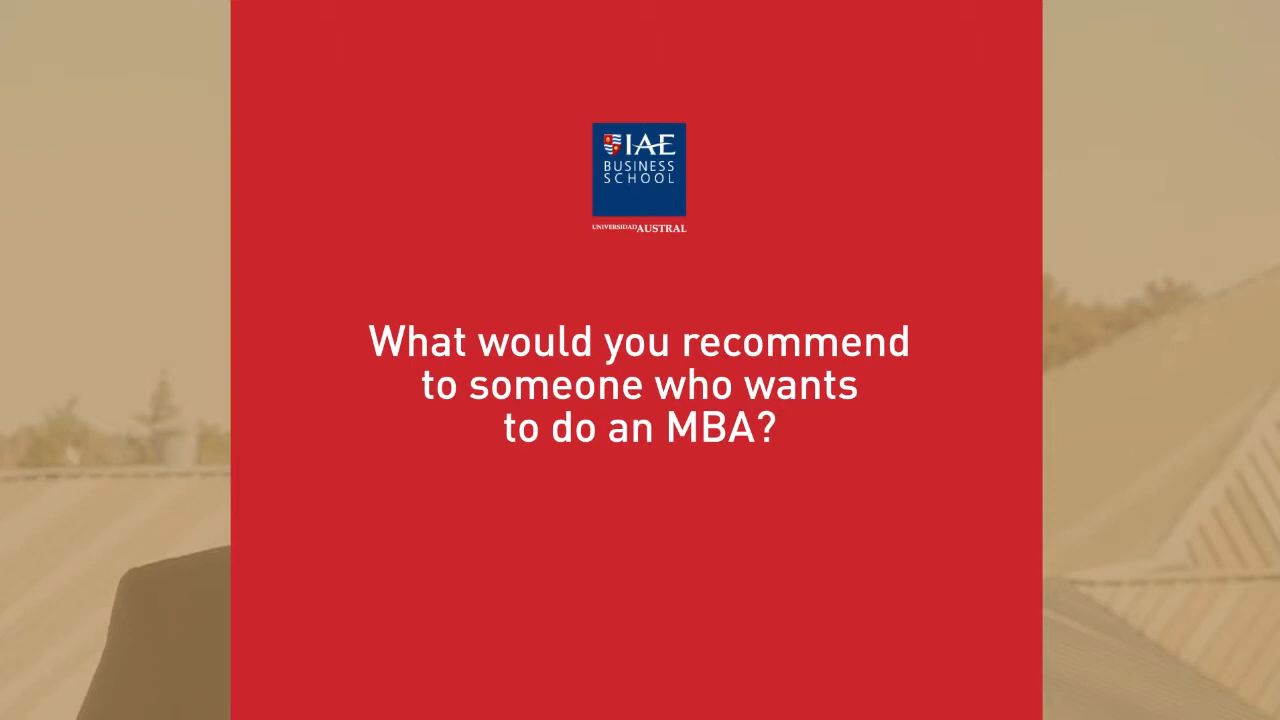 IAE
BUSINESS
SCHOOL
UNIVERSIDAD AUSTRAL
What would you recommend
to someone who wants
to do an MBA?